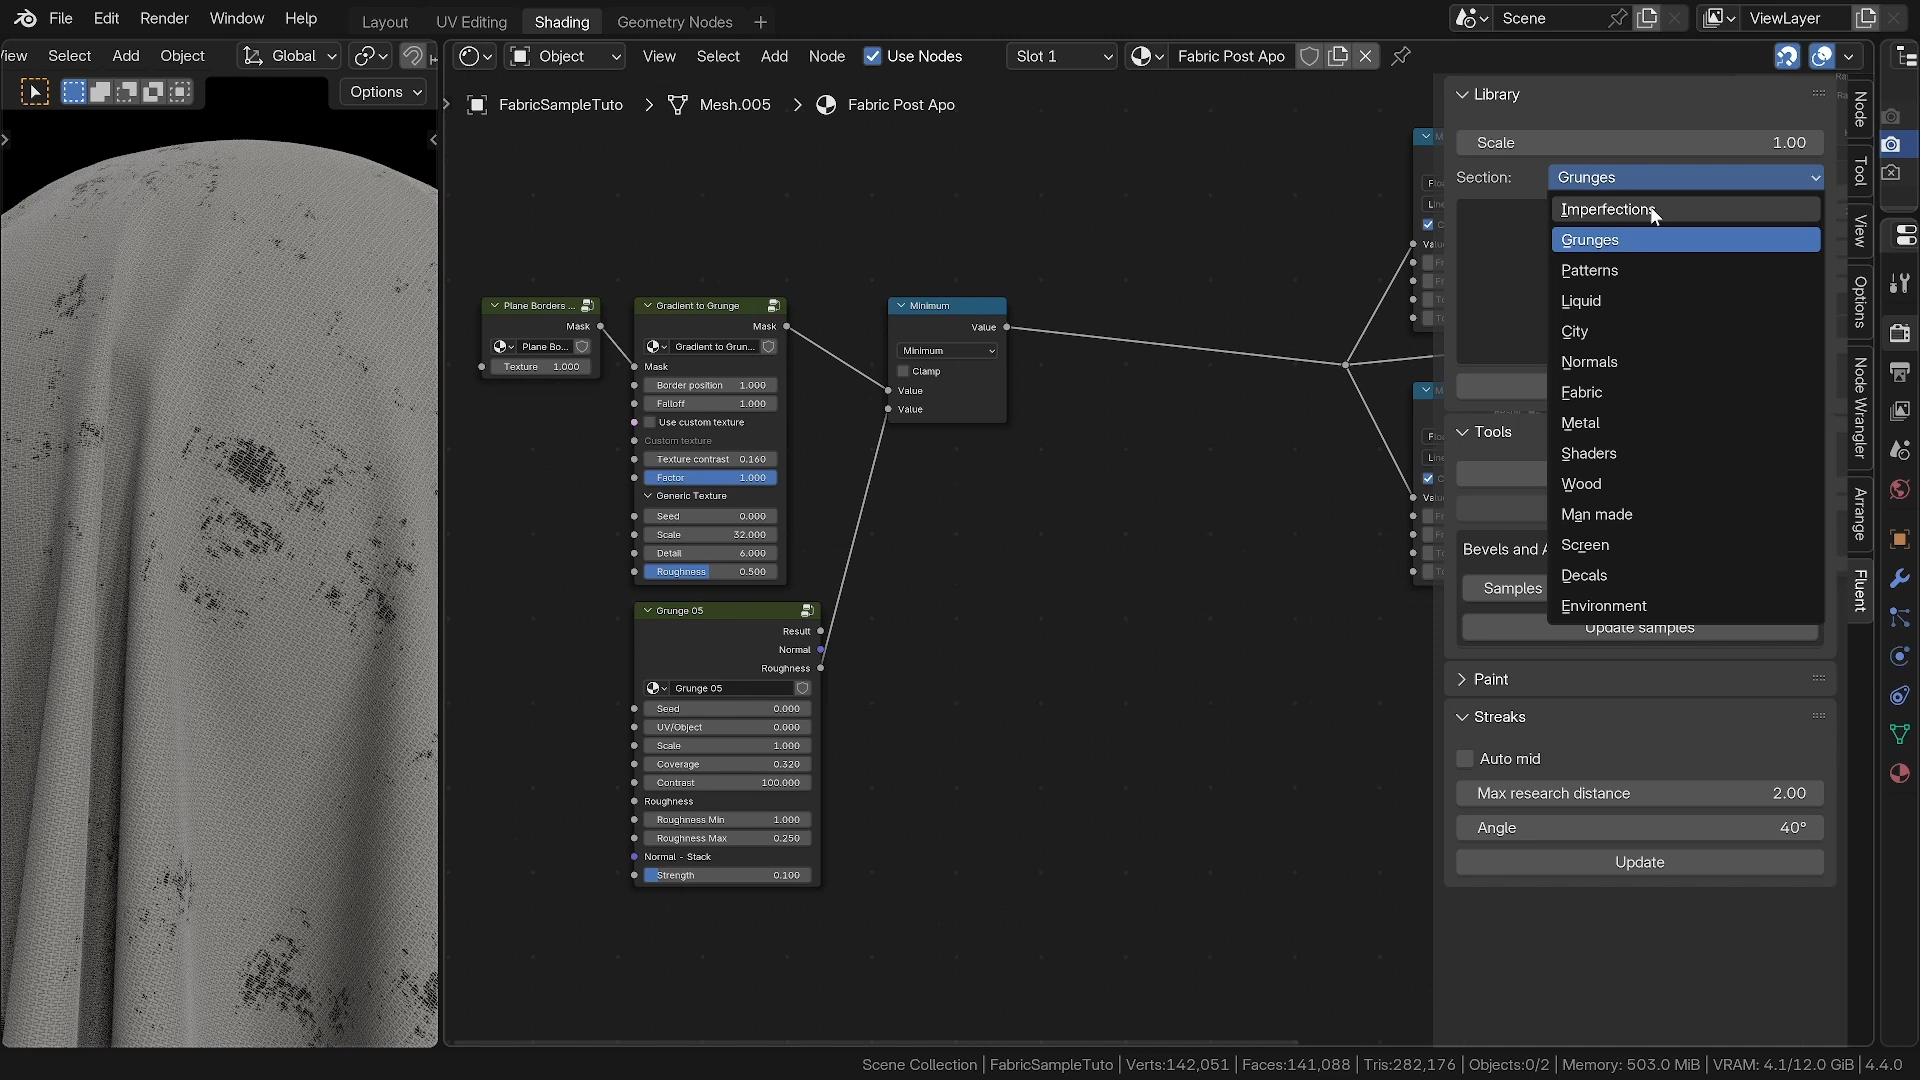 File Edit Render Window Help
Layout UV Editing Shading Geometry Nodes +
Scene
ViewLayer
Select Add Object Global
Options
Object View Select Add Node Use Nodes Slot 1 Fabric Post Apo
FabricSampleTuto > Mesh.005 > Fabric Post Apo
Plane Borders ...
Mask
Plane Bo...
Texture 1.000
Gradient to Grunge
Mask
Gradient to Grun...
Mask
Border position 1.000
Falloff 1.000
Use custom texture
Custom texture
Texture contrast 0.160
Factor 1.000
Generic Texture
Seed 0.000
Scale 32.000
Detail 6.000
Roughness 0.500
Minimum
Value
Minimum
Clamp
Value
Value
Grunge 05
Result
Normal
Roughness
Grunge 05
Seed 0.000
UV/Object 0.000
Scale 1.000
Coverage 0.320
Contrast 100.000
Roughness
Roughness Min 1.000
Roughness Max 0.250
Normal - Stack
Strength 0.100
Library
Scale 1.00
Section: Grunges
Imperfections
Grunges
Patterns
Liquid
City
Normals
Fabric
Metal
Shaders
Wood
Man made
Screen
Decals
Environment
Tools
Bevels and A
Samples
Update samples
Paint
Streaks
Auto mid
Max research distance 2.00
Angle 40°
Update
Node
Tool
View
Options
Node Wrangler
Arrange
Fluent
Scene Collection | FabricSampleTuto | Verts:142,051 | Faces:141,088 | Tris:282,176 | Objects:0/2 | Memory: 503.0 MiB | VRAM: 4.1/12.0 GiB | 4.4.0